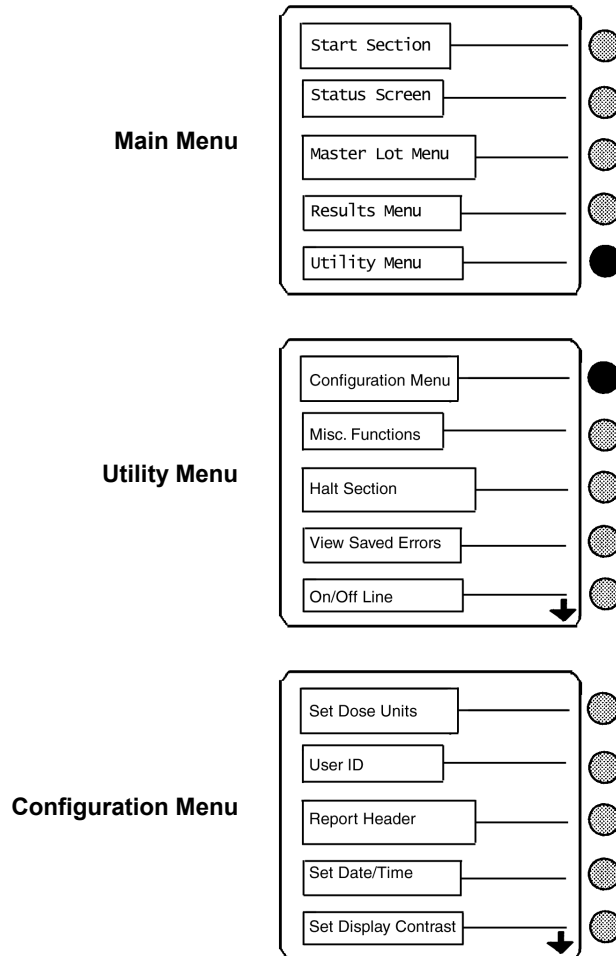 Main Menu
Start Section
Status Screen
Master Lot Menu
Results Menu
Utility Menu
Utility Menu
Configuration Menu
Misc. Functions
Halt Section
View Saved Errors
On/Off Line
Configuration Menu
Set Dose Units
User ID
Report Header
Set Date/Time
Set Display Contrast